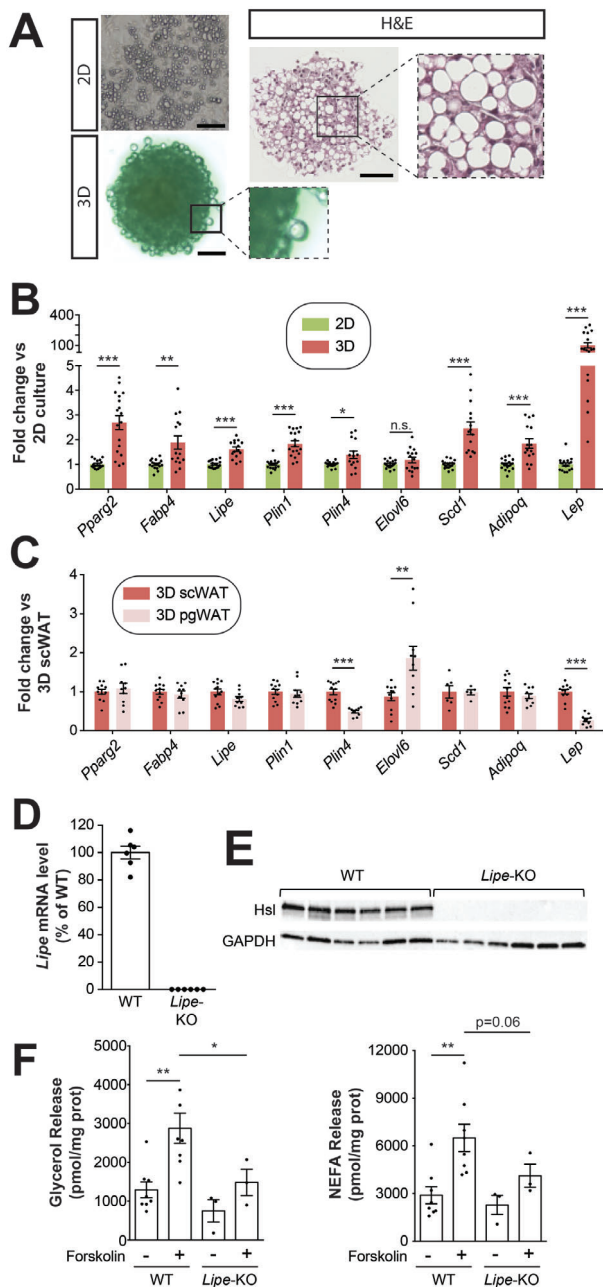 A
2D
H&E
3D
B
Fold change vs
2D culture
400
300
200
100
5
4
3
2
1
0
2D
3D
***
**
***
***
*
n.s.
***
***
***
Pparg2
Fabp4
Lipe
Plin1
Plin4
Elovl6
Scd1
Adipoq
Lep
C
Fold change vs
3D scWAT
4
2
1
0
3D scWAT
3D pgWAT
***
**
***
Pparg2
Fabp4
Lipe
Plin1
Plin4
Elovl6
Scd1
Adipoq
Lep
D
Lipe mRNA level
(% of WT)
120
100
80
60
40
20
0
WT
Lipe-
KO
E
WT
Lipe-KO
Hsl
GAPDH
F
Glycerol Release
(pmol/mg prot)
5000
4000
3000
2000
1000
0
**
*
Forskolin
-
+
-
+
WT
Lipe-KO
NEFA Release
(pmol/mg prot)
12000
9000
6000
3000
0
**
p=0.06
Forskolin
-
+
-
+
WT
Lipe-KO